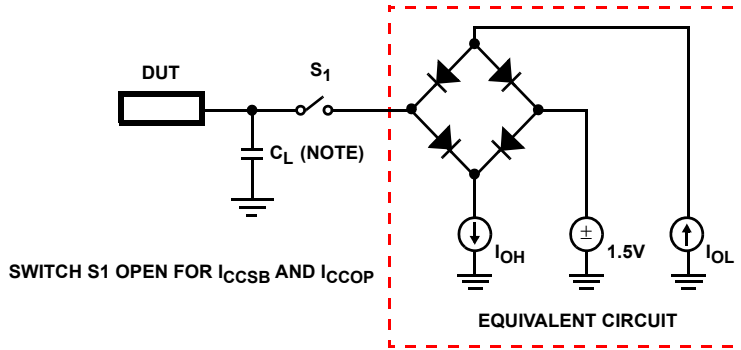 DUT
S1
CL (NOTE)
IOH
±
1.5V
IOL
SWITCH S1 OPEN FOR ICCSB AND ICCOP
EQUIVALENT CIRCUIT